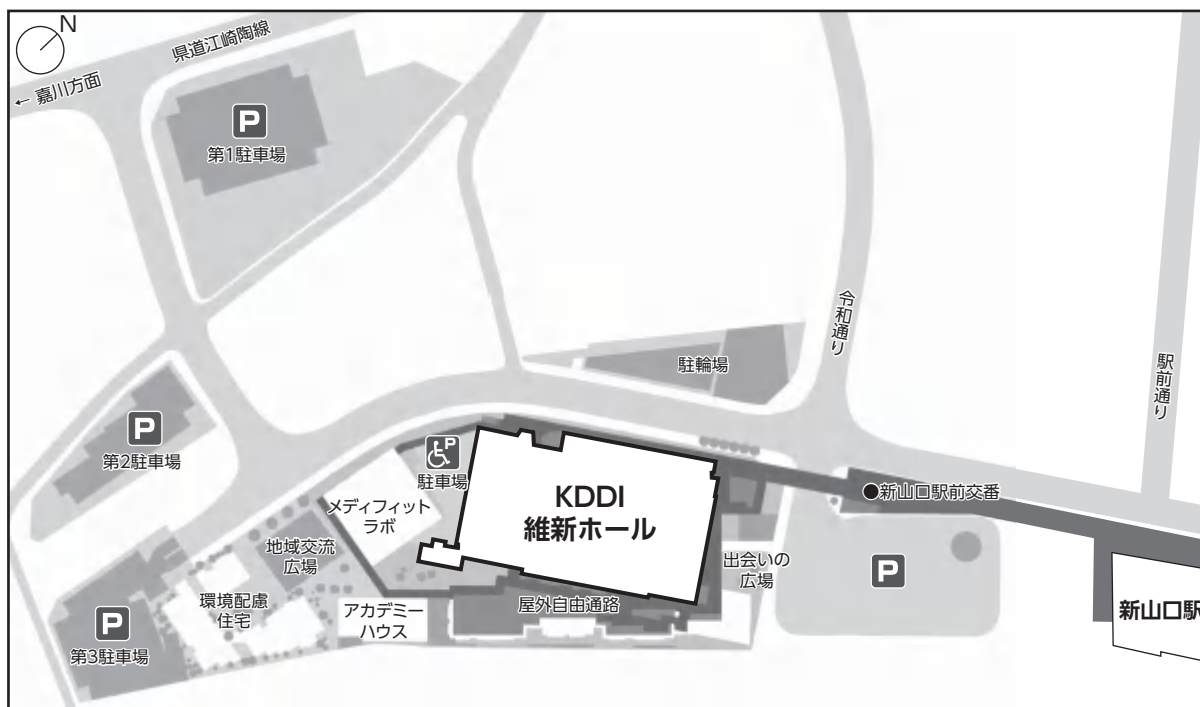 N
県道江崎陶線
← 嘉川方面
P
第1駐車場
令和通り
駅前通り
駐輪場
P
第2駐車場
P
駐車場
メディフィット
ラボ
KDDI
維新ホール
新山口駅前交番
地域交流
広場
出会いの
広場
P
環境配慮
住宅
アカデミー
ハウス
屋外自由通路
新山口駅
P
第3駐車場